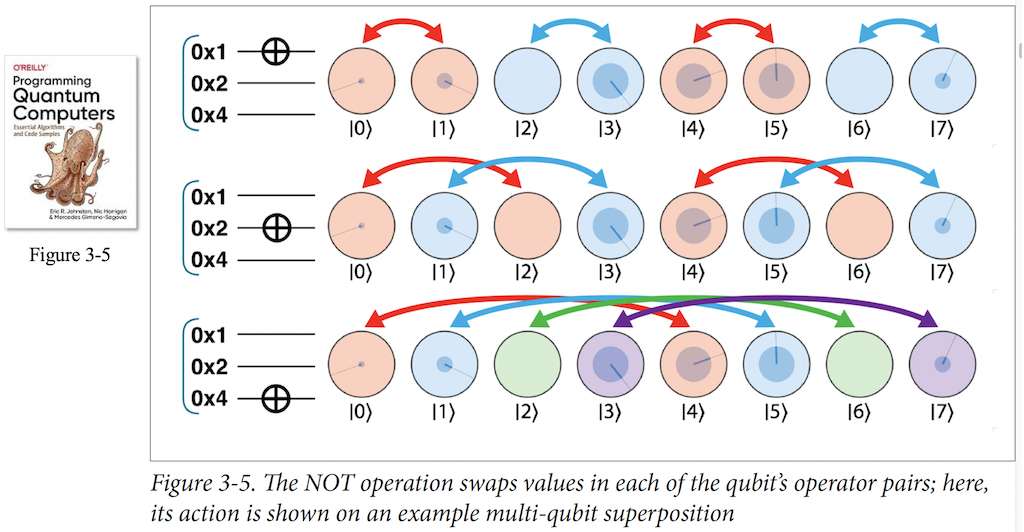 O'REILLY
Programming
Quantum
Computers
Essential Algorithms
and Code Samples
Eric R. Johnston, Nic Harrigan
& Mercedes Gimeno-Segovia
Figure 3-5
0x1
0x2
0x4
|0⟩ |1⟩ |2⟩ |3⟩ |4⟩ |5⟩ |6⟩ |7⟩
0x1
0x2
0x4
|0⟩ |1⟩ |2⟩ |3⟩ |4⟩ |5⟩ |6⟩ |7⟩
0x1
0x2
0x4
|0⟩ |1⟩ |2⟩ |3⟩ |4⟩ |5⟩ |6⟩ |7⟩
Figure 3-5. The NOT operation swaps values in each of the qubit’s operator pairs; here,
its action is shown on an example multi-qubit superposition